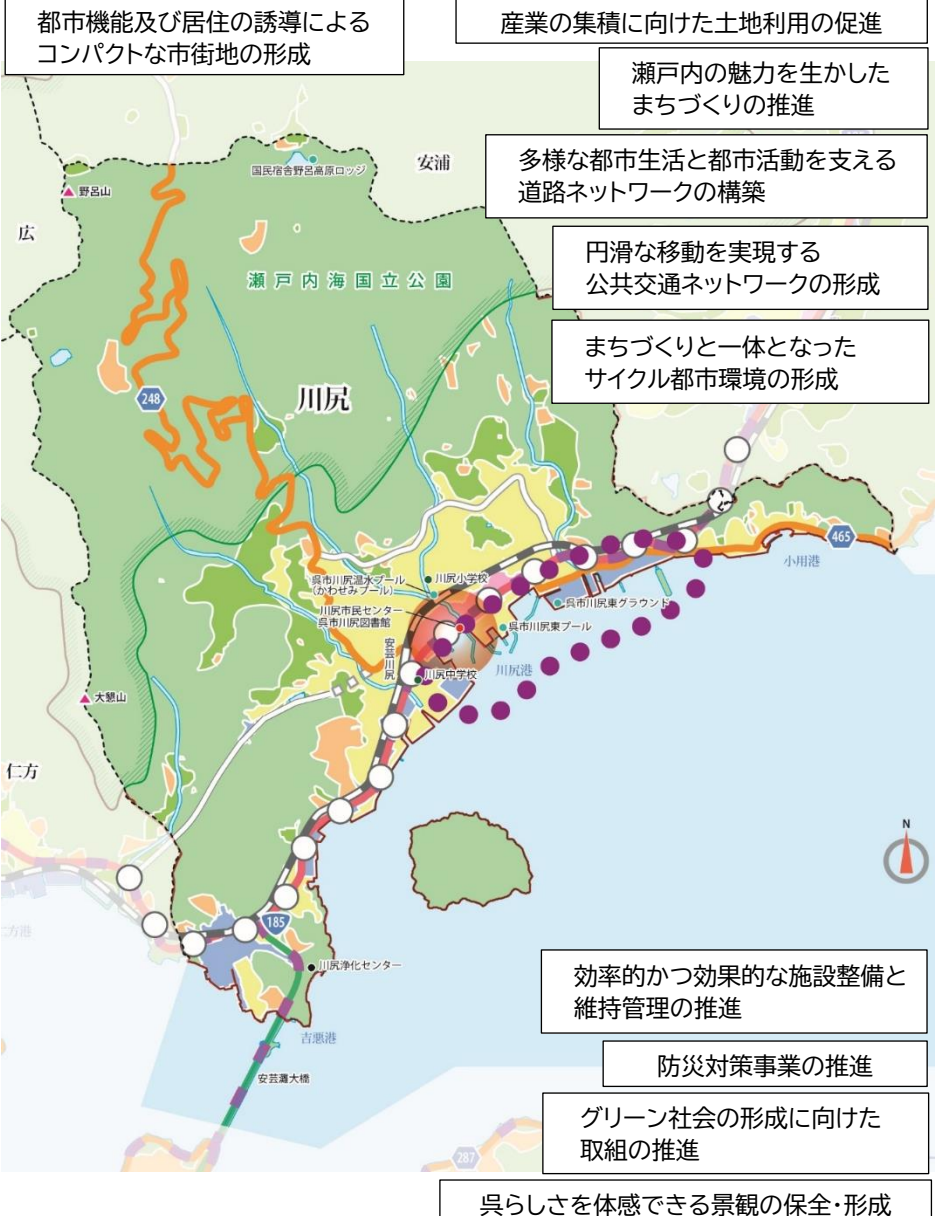 都市機能及び居住の誘導による
コンパクトな市街地の形成
産業の集積に向けた土地利用の促進
瀬戸内の魅力を生かした
まちづくりの推進
多様な都市生活と都市活動を支える
道路ネットワークの構築
円滑な移動を実現する
公共交通ネットワークの形成
まちづくりと一体となった
サイクル都市環境の形成
国民宿舎野呂高原ロッジ
安浦
野呂山
広
瀬戸内海国立公園
川尻
248
465
小用港
呉市川尻温水プール
(かわせみプール)
川尻小学校
川尻市民センター
呉市川尻図書館
呉市川尻東グラウンド
呉市川尻東プール
安芸川尻
川尻港
川尻中学校
大懇山
仁方
N
仁方港
185
川尻浄化センター
吉悪港
安芸灘大橋
287
効率的かつ効果的な施設整備と
維持管理の推進
防災対策事業の推進
グリーン社会の形成に向けた
取組の推進
呉らしさを体感できる景観の保全・形成